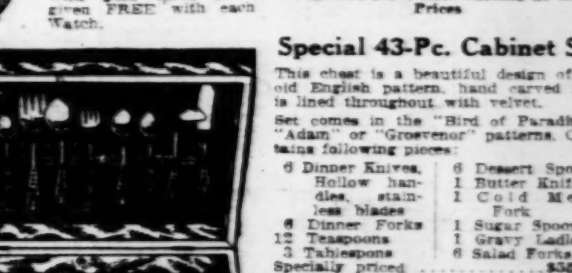 given FREE with each
Watch.
Prices
Special 43-Pc. Cabinet S
This chest is a beautiful design of
old English pattern, hand carved
is lined throughout with velvet.
Set comes in the "Bird of Paradi
"Adam" or "Grosvenor" patterns. C
tains following pieces:
6 Dinner Knives,
Hollow han-
dles, stain-
less blades
6 Dinner Forks
12 Teaspoons
3 Tablespoons
6 Dessert Spo
1 Butter Knif
1 Cold Me
Fork
1 Sugar Spoo
1 Gravy Ladl
6 Salad Forks
Specially priced ........ $3